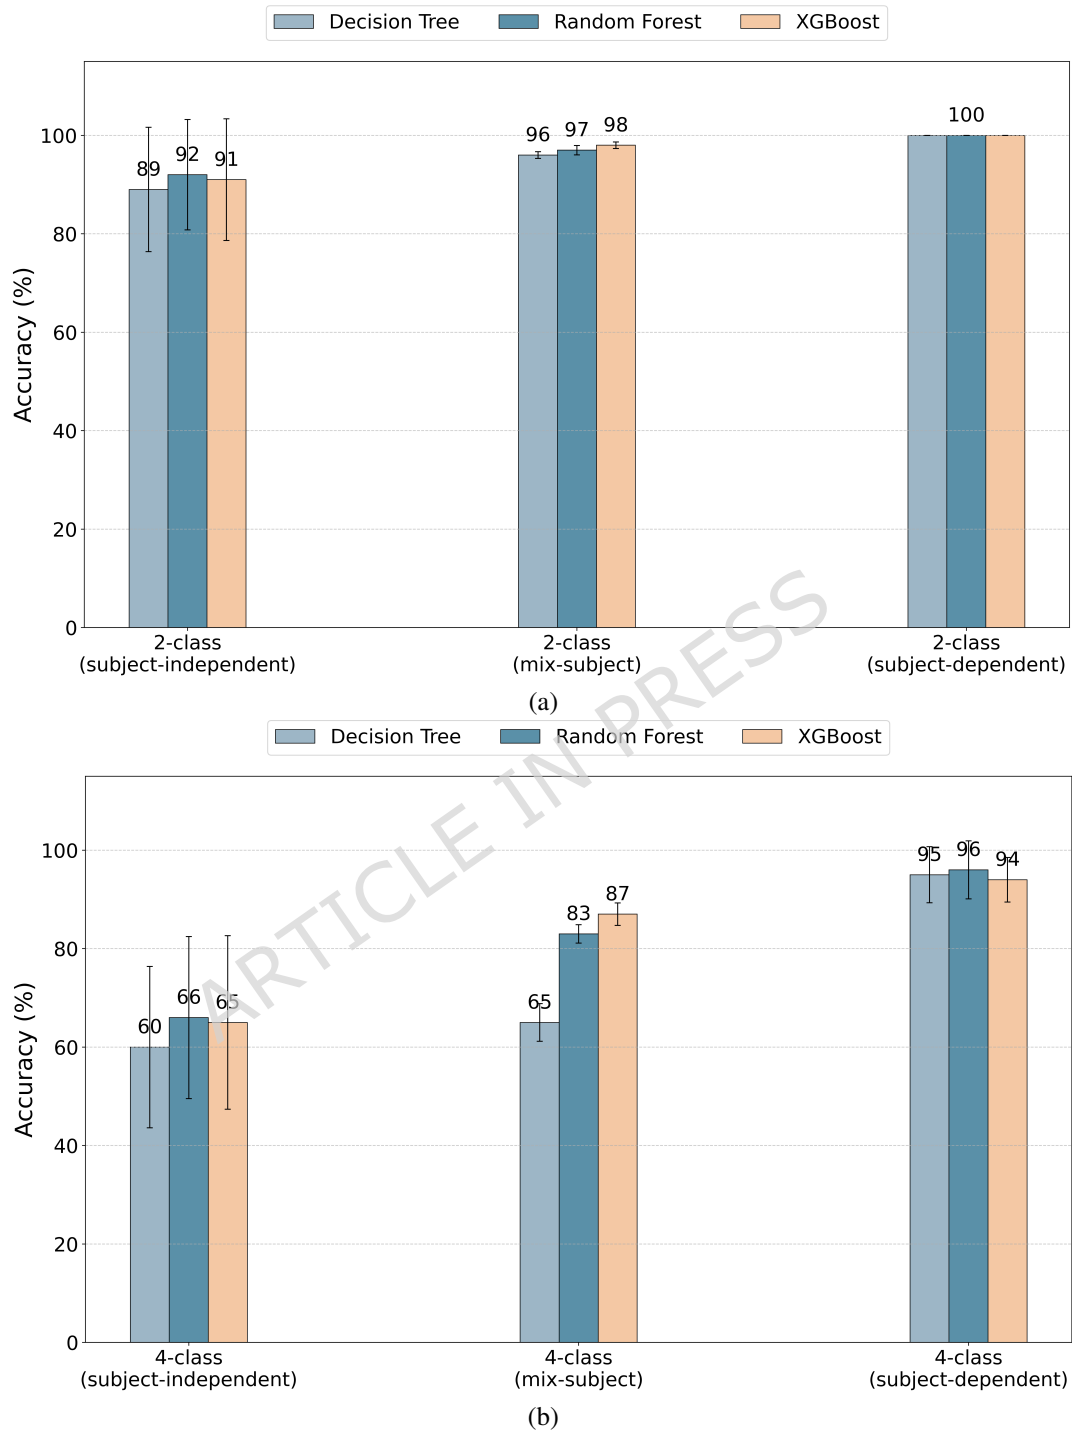 Decision Tree Random Forest XGBoost
100
80
60
40
20
0
Accuracy (%)
89 92 91
96 97 98
100
2-class
(subject-independent)
2-class
(mix-subject)
2-class
(subject-dependent)
(a)
ARTICLE IN PRESS
Decision Tree Random Forest XGBoost
100
80
60
40
20
0
Accuracy (%)
60 66 65
65 83 87
95 96 94
4-class
(subject-independent)
4-class
(mix-subject)
4-class
(subject-dependent)
(b)